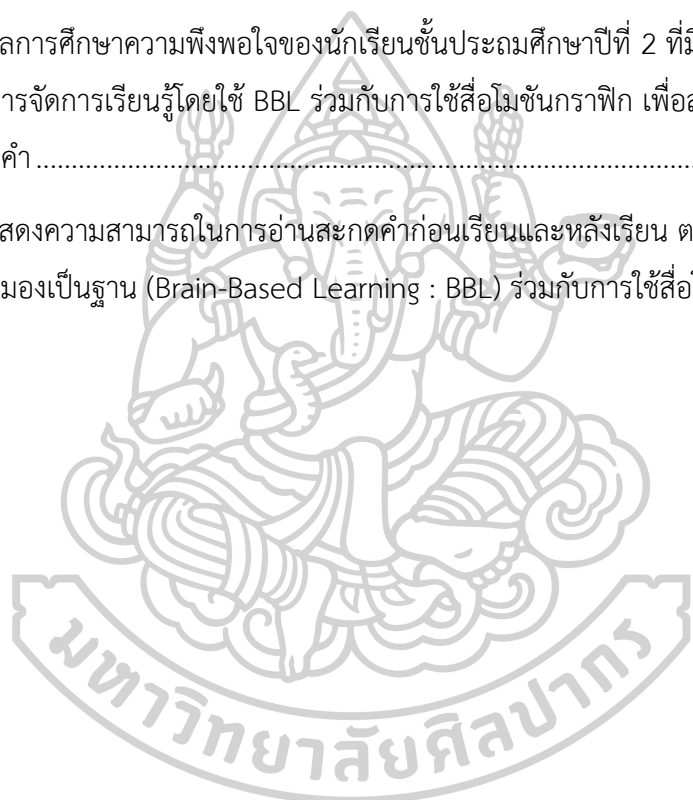 ลการศึกษาความพึงพอใจของนักเรียนชั้นประถมศึกษาปีที่ 2 ที่มี
การจัดการเรียนรู้โดยใช้ BBL ร่วมกับการใช้สื่อโมชันกราฟิก เพื่อส
คำ ..........................................................................................
สดงความสามารถในการอ่านสะกดคำก่อนเรียนและหลังเรียน ต
มองเป็นฐาน (Brain-Based Learning : BBL) ร่วมกับการใช้สื่อโ
มหาวิทยาลัยศิลปากร